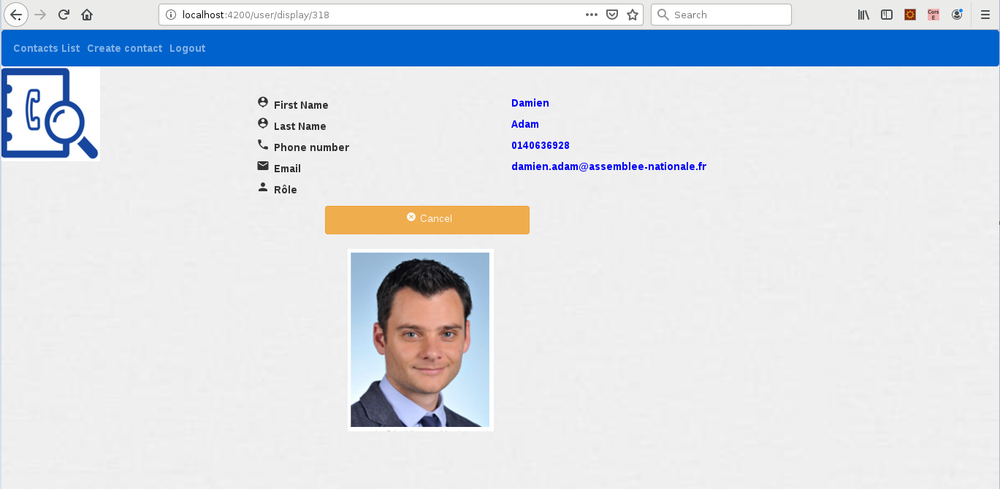 localhost:4200/user/display/318
Search
Cors
E
Contacts List Create contact Logout
First Name Damien
Last Name Adam
Phone number 0140636928
Email damien.adam@assemblee-nationale.fr
Rôle
Cancel